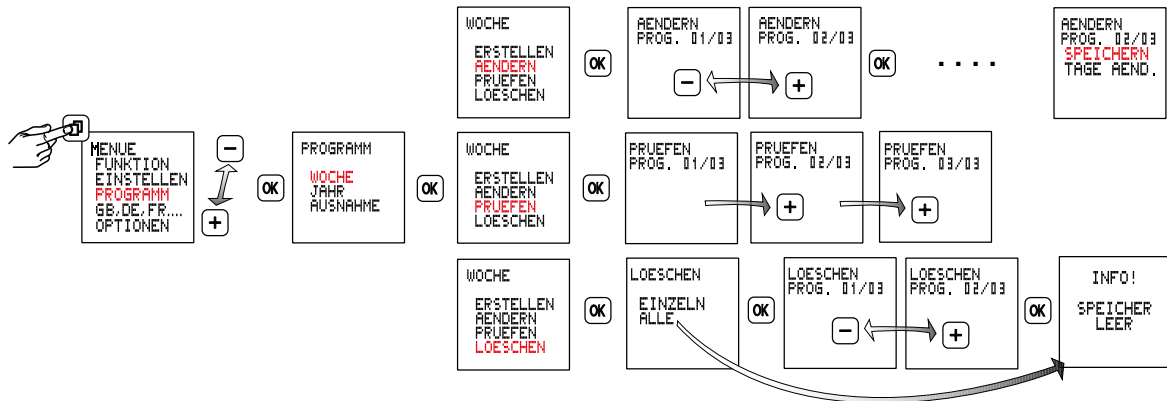 MENUE
FUNKTION
EINSTELLEN
PROGRAMM
GB,DE,FR....
OPTIONEN
−
+
OK
PROGRAMM
WOCHE
JAHR
AUSNAHME
OK
WOCHE
ERSTELLEN
AENDERN
PRUEFEN
LOESCHEN
OK
AENDERN
PROG. 01/03
−
AENDERN
PROG. 02/03
+
OK
....
AENDERN
PROG. 02/03
SPEICHERN
TAGE AEND.
WOCHE
ERSTELLEN
AENDERN
PRUEFEN
LOESCHEN
OK
PRUEFEN
PROG. 01/03
PRUEFEN
PROG. 02/03
+
PRUEFEN
PROG. 03/03
+
WOCHE
ERSTELLEN
AENDERN
PRUEFEN
LOESCHEN
OK
LOESCHEN
EINZELN
ALLE
OK
LOESCHEN
PROG. 01/03
−
LOESCHEN
PROG. 02/03
+
OK
INFO!
SPEICHER
LEER